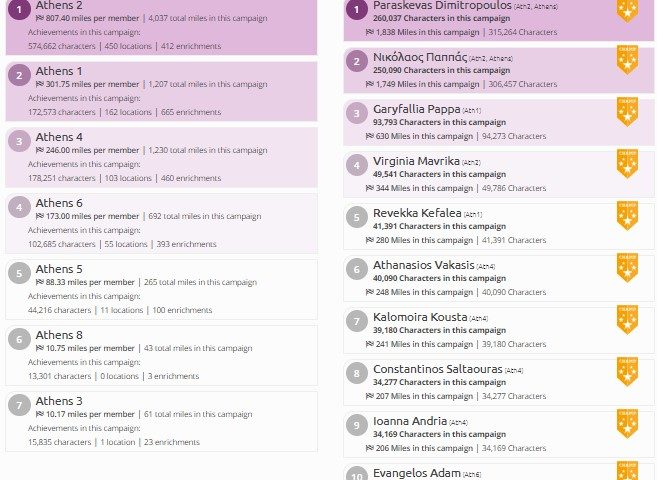 1
Athens 2
807.40 miles per member | 4,037 total miles in this campaign
Achievements in this campaign:
574,662 characters | 450 locations | 412 enrichments
2
Athens 1
301.75 miles per member | 1,207 total miles in this campaign
Achievements in this campaign:
172,573 characters | 162 locations | 665 enrichments
3
Athens 4
246.00 miles per member | 1,230 total miles in this campaign
Achievements in this campaign:
178,251 characters | 103 locations | 460 enrichments
4
Athens 6
173.00 miles per member | 692 total miles in this campaign
Achievements in this campaign:
102,685 characters | 55 locations | 393 enrichments
5
Athens 5
88.33 miles per member | 265 total miles in this campaign
Achievements in this campaign:
44,216 characters | 11 locations | 100 enrichments
6
Athens 8
10.75 miles per member | 43 total miles in this campaign
Achievements in this campaign:
13,301 characters | 0 locations | 3 enrichments
7
Athens 3
10.17 miles per member | 61 total miles in this campaign
Achievements in this campaign:
15,835 characters | 1 location | 23 enrichments
1
Paraskevas Dimitropoulos (Ath2, Athens)
260,037 Characters in this campaign
1,838 Miles in this campaign | 315,264 Characters
2
Νικόλαος Παππάς (Ath2, Athens)
250,090 Characters in this campaign
1,749 Miles in this campaign | 306,457 Characters
CHAMP
3
Garyfallia Pappa (Ath1)
93,793 Characters in this campaign
630 Miles in this campaign | 94,273 Characters
CHAMP
4
Virginia Mavrika (Ath2)
49,541 Characters in this campaign
344 Miles in this campaign | 49,786 Characters
CHAMP
5
Revekka Kefalea (Ath1)
41,391 Characters in this campaign
280 Miles in this campaign | 41,391 Characters
CHAMP
6
Athanasios Vakasis (Ath4)
40,090 Characters in this campaign
248 Miles in this campaign | 40,090 Characters
CHAMP
7
Kalomoira Kousta (Ath4)
39,180 Characters in this campaign
241 Miles in this campaign | 39,180 Characters
CHAMP
8
Constantinos Saltaouras (Ath4)
34,277 Characters in this campaign
207 Miles in this campaign | 34,277 Characters
CHAMP
9
Ioanna Andria (Ath4)
34,169 Characters in this campaign
206 Miles in this campaign | 34,169 Characters
CHAMP
10
Evangelos Adam (Ath6)
CHAMP